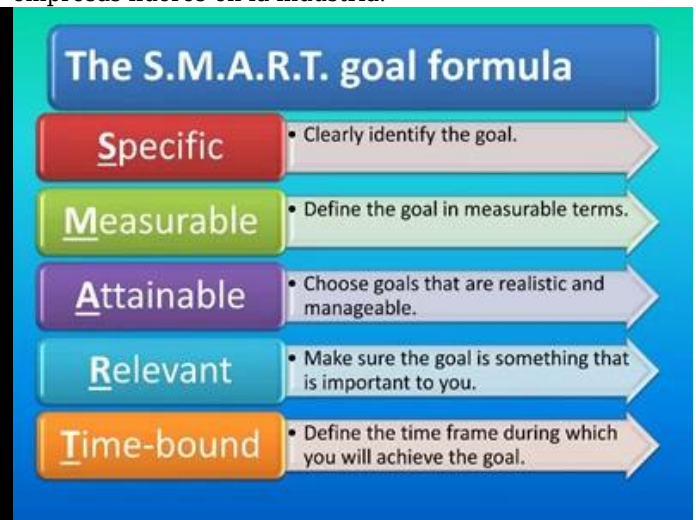 The S.M.A.R.T. goal formula
Specific
• Clearly identify the goal.
Measurable
• Define the goal in measurable terms.
Attainable
• Choose goals that are realistic and
manageable.
Relevant
• Make sure the goal is something that
is important to you.
Time-bound
• Define the time frame during which
you will achieve the goal.